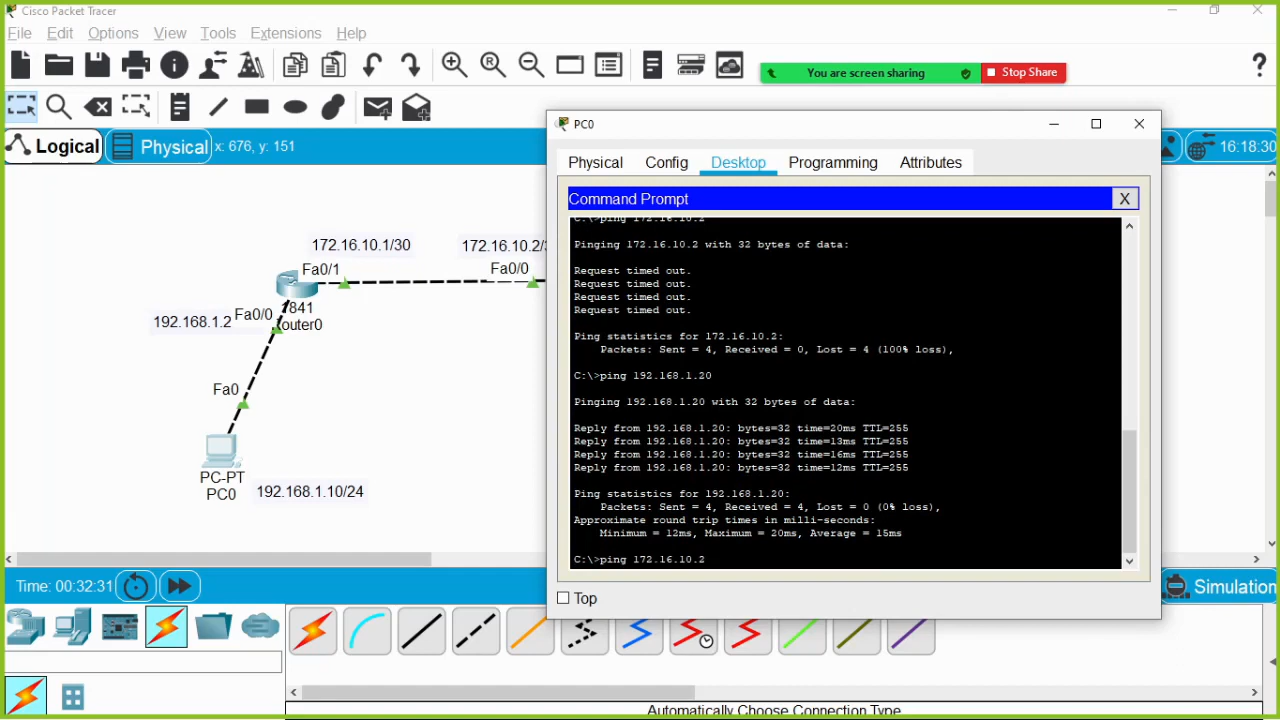 Cisco Packet Tracer
File Edit Options View Tools Extensions Help
You are screen sharing Stop Share
Logical Physical x: 676, y: 151
16:18:30
172.16.10.1/30
172.16.10.2/
Fa0/1
Fa0/0
1841
Router0
Fa0/0
192.168.1.2
Fa0
PC-PT
PC0
192.168.1.10/24
PC0
Physical Config Desktop Programming Attributes
Command Prompt X
C:\>ping 172.16.10.2
Pinging 172.16.10.2 with 32 bytes of data:
Request timed out.
Request timed out.
Request timed out.
Request timed out.
Ping statistics for 172.16.10.2:
Packets: Sent = 4, Received = 0, Lost = 4 (100% loss),
C:\>ping 192.168.1.20
Pinging 192.168.1.20 with 32 bytes of data:
Reply from 192.168.1.20: bytes=32 time=20ms TTL=255
Reply from 192.168.1.20: bytes=32 time=13ms TTL=255
Reply from 192.168.1.20: bytes=32 time=16ms TTL=255
Reply from 192.168.1.20: bytes=32 time=12ms TTL=255
Ping statistics for 192.168.1.20:
Packets: Sent = 4, Received = 4, Lost = 0 (0% loss),
Approximate round trip times in milli-seconds:
Minimum = 12ms, Maximum = 20ms, Average = 15ms
C:\>ping 172.16.10.2
Top
Time: 00:32:31
Simulation
Automatically Choose Connection Type